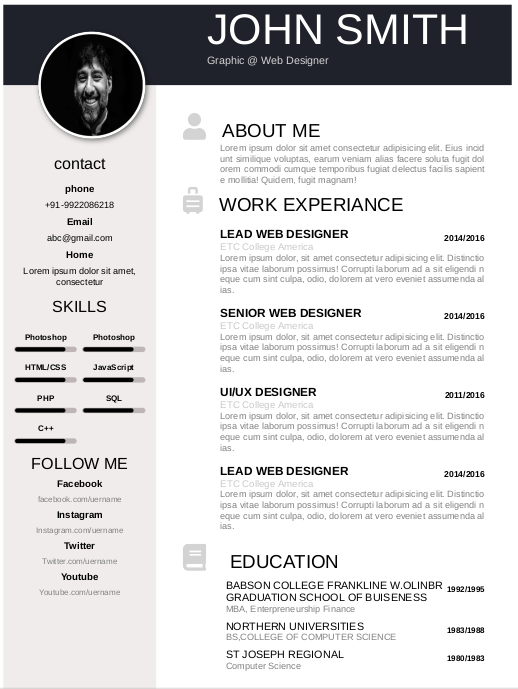 JOHN SMITH
Graphic @ Web Designer
contact
phone
+91-9922086218
Email
abc@gmail.com
Home
Lorem ipsum dolor sit amet,
consectetur
SKILLS
Photoshop Photoshop
HTML/CSS JavaScript
PHP SQL
C++
FOLLOW ME
Facebook
facebook.com/uername
Instagram
Instagram.com/uername
Twitter
Twitter.com/uername
Youtube
Youtube.com/uername
ABOUT ME
Lorem ipsum dolor sit amet consectetur adipisicing elit. Eius incid
unt similique voluptas, earum veniam alias facere soluta fugit dol
orem commodi cumque temporibus fugiat delectus facilis sapient
e mollitia! Quidem, fugit magnam!
WORK EXPERIANCE
LEAD WEB DESIGNER 2014/2016
ETC College America
Lorem ipsum dolor, sit amet consectetur adipisicing elit. Distinctio
ipsa vitae laborum possimus! Corrupti laborum ad a sit eligendi n
eque cum sint culpa, odio, dolorem et vero eveniet assumenda al
ias.
SENIOR WEB DESIGNER 2014/2016
ETC College America
Lorem ipsum dolor, sit amet consectetur adipisicing elit. Distinctio
ipsa vitae laborum possimus! Corrupti laborum ad a sit eligendi n
eque cum sint culpa, odio, dolorem et vero eveniet assumenda al
ias.
UI/UX DESIGNER 2011/2016
ETC College America
Lorem ipsum dolor, sit amet consectetur adipisicing elit. Distinctio
ipsa vitae laborum possimus! Corrupti laborum ad a sit eligendi n
eque cum sint culpa, odio, dolorem et vero eveniet assumenda al
ias.
LEAD WEB DESIGNER 2014/2016
ETC College America
Lorem ipsum dolor, sit amet consectetur adipisicing elit. Distinctio
ipsa vitae laborum possimus! Corrupti laborum ad a sit eligendi n
eque cum sint culpa, odio, dolorem et vero eveniet assumenda al
ias.
EDUCATION
BABSON COLLEGE FRANKLINE W.OLINBR 1992/1995
GRADUATION SCHOOL OF BUISENESS
MBA, Enterpreneurship Finance
NORTHERN UNIVERSITIES 1983/1988
BS,COLLEGE OF COMPUTER SCIENCE
ST JOSEPH REGIONAL 1980/1983
Computer Science